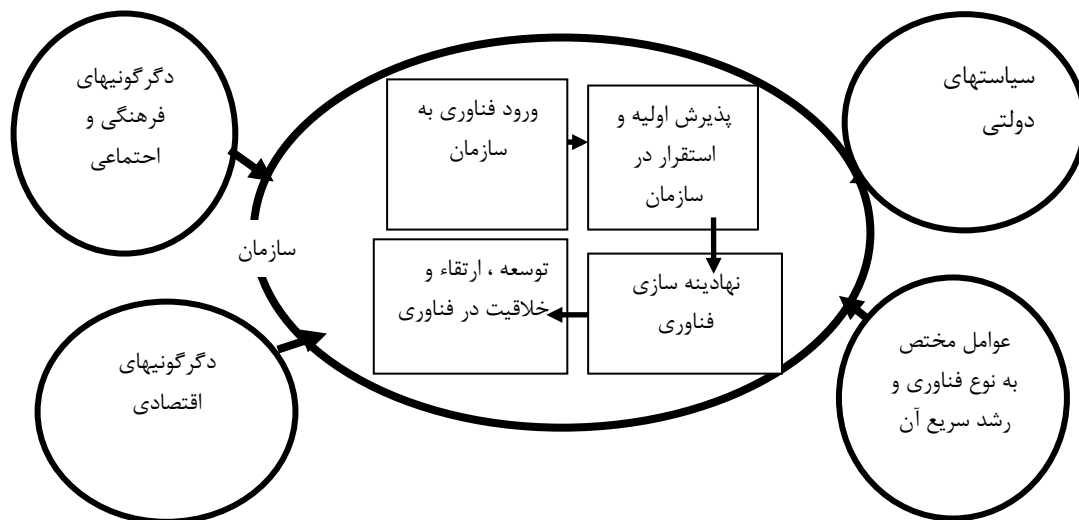 سیاستهای
دولتی
پذیرش اولیه و
استقرار در
سازمان
ورود فناوری به
سازمان
دگرگونیهای
فرهنگی و
احتماعی
سازمان
نهادینه سازی
فناوری
توسعه ، ارتقاء و
خلاقیت در فناوری
عوامل مختص
به نوع فناوری و
رشد سریع آن
دگرگونیهای
اقتصادی